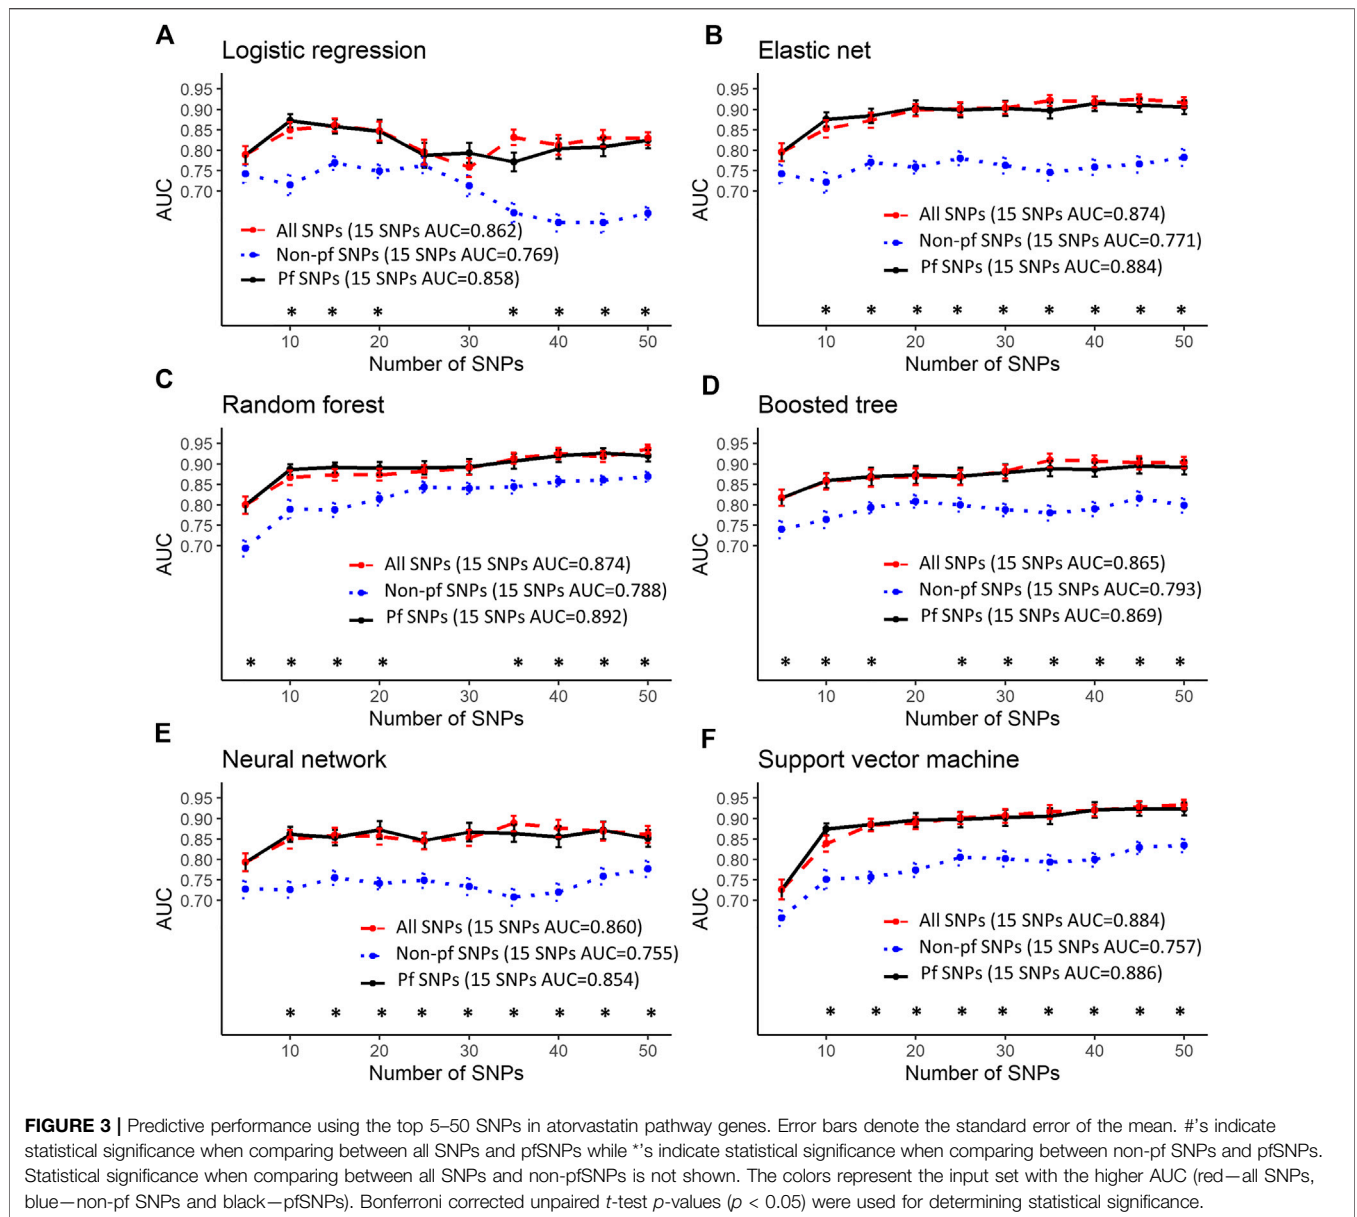 A
Logistic regression
0.95
0.90
0.85
0.80
0.75
0.70
AUC
All SNPs (15 SNPs AUC=0.862)
Non-pf SNPs (15 SNPs AUC=0.769)
Pf SNPs (15 SNPs AUC=0.858)
* * * * * * *
10 20 30 40 50
Number of SNPs
B
Elastic net
0.95
0.90
0.85
0.80
0.75
0.70
AUC
All SNPs (15 SNPs AUC=0.874)
Non-pf SNPs (15 SNPs AUC=0.771)
Pf SNPs (15 SNPs AUC=0.884)
* * * * * * * * *
10 20 30 40 50
Number of SNPs
C
Random forest
0.95
0.90
0.85
0.80
0.75
0.70
AUC
All SNPs (15 SNPs AUC=0.874)
Non-pf SNPs (15 SNPs AUC=0.788)
Pf SNPs (15 SNPs AUC=0.892)
* * * * * * * *
10 20 30 40 50
Number of SNPs
D
Boosted tree
0.95
0.90
0.85
0.80
0.75
0.70
AUC
All SNPs (15 SNPs AUC=0.865)
Non-pf SNPs (15 SNPs AUC=0.793)
Pf SNPs (15 SNPs AUC=0.869)
* * * * * * * * *
10 20 30 40 50
Number of SNPs
E
Neural network
0.95
0.90
0.85
0.80
0.75
0.70
AUC
All SNPs (15 SNPs AUC=0.860)
Non-pf SNPs (15 SNPs AUC=0.755)
Pf SNPs (15 SNPs AUC=0.854)
* * * * * * * * *
10 20 30 40 50
Number of SNPs
F
Support vector machine
0.95
0.90
0.85
0.80
0.75
0.70
AUC
All SNPs (15 SNPs AUC=0.884)
Non-pf SNPs (15 SNPs AUC=0.757)
Pf SNPs (15 SNPs AUC=0.886)
* * * * * * * * *
10 20 30 40 50
Number of SNPs
FIGURE 3 | Predictive performance using the top 5–50 SNPs in atorvastatin pathway genes. Error bars denote the standard error of the mean. #'s indicate
statistical significance when comparing between all SNPs and pfSNPs while *'s indicate statistical significance when comparing between non-pf SNPs and pfSNPs.
Statistical significance when comparing between all SNPs and non-pfSNPs is not shown. The colors represent the input set with the higher AUC (red—all SNPs,
blue—non-pf SNPs and black—pfSNPs). Bonferroni corrected unpaired t-test p-values (p < 0.05) were used for determining statistical significance.